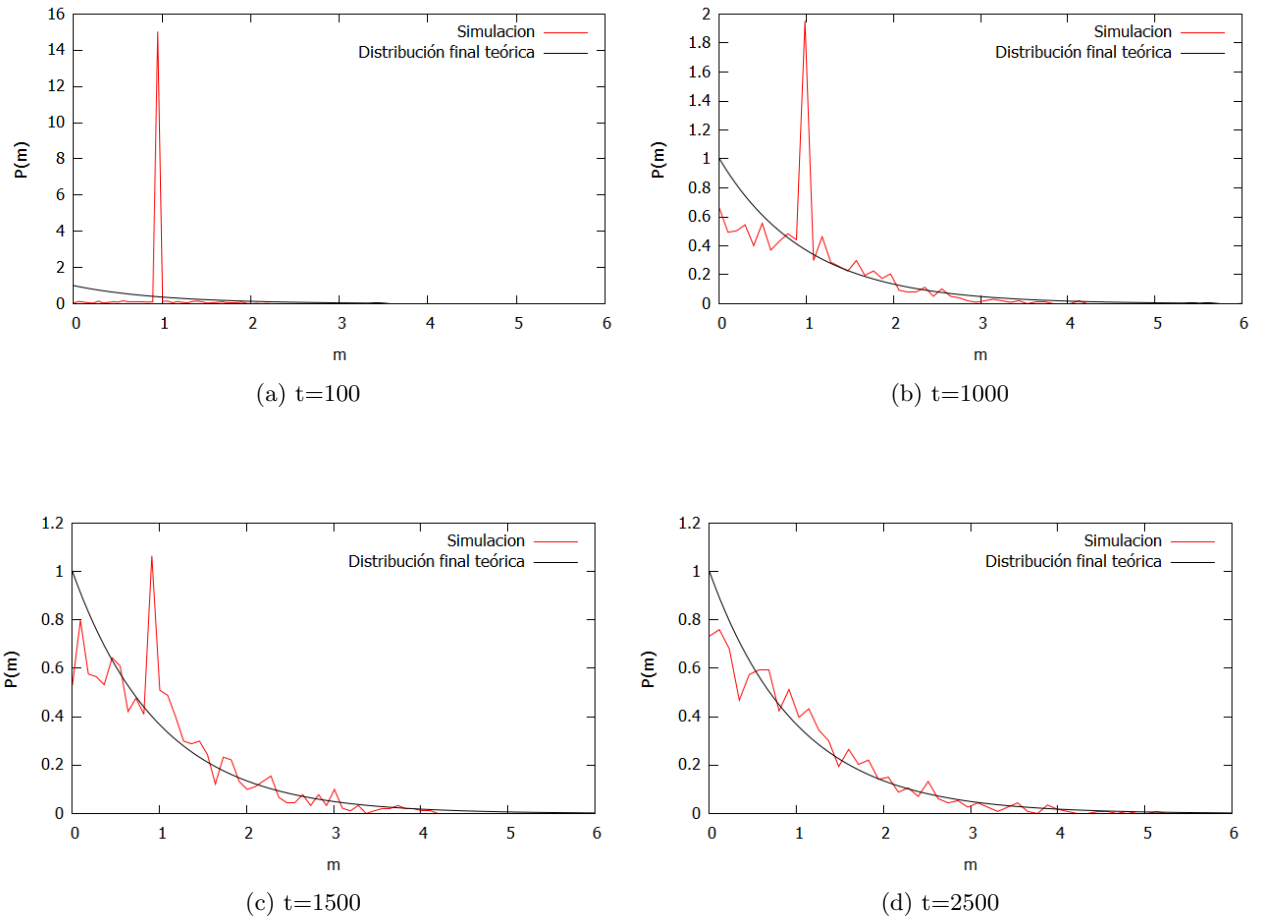 Simulacion
Distribución final teórica
16
14
12
10
8
6
4
2
0
P(m)
0 1 2 3 4 5 6
m
(a) t=100
Simulacion
Distribución final teórica
2
1.8
1.6
1.4
1.2
1
0.8
0.6
0.4
0.2
0
P(m)
0 1 2 3 4 5 6
m
(b) t=1000
Simulacion
Distribución final teórica
1.2
1
0.8
0.6
0.4
0.2
0
P(m)
0 1 2 3 4 5 6
m
(c) t=1500
Simulacion
Distribución final teórica
1.2
1
0.8
0.6
0.4
0.2
0
P(m)
0 1 2 3 4 5 6
m
(d) t=2500